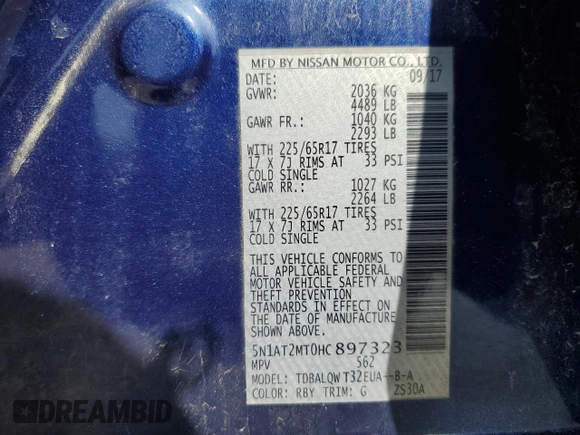 MFD BY NISSAN MOTOR CO., LTD.
DATE: 09/17
GVWR: 2036 KG
4489 LB
GAWR FR.: 1040 KG
2293 LB
WITH 225/65R17 TIRES
17 X 7J RIMS AT 33 PSI
COLD SINGLE
GAWR RR.: 1027 KG
2264 LB
WITH 225/65R17 TIRES
17 X 7J RIMS AT 33 PSI
COLD SINGLE
THIS VEHICLE CONFORMS TO
ALL APPLICABLE FEDERAL
MOTOR VEHICLE SAFETY AND
THEFT PREVENTION
STANDARDS IN EFFECT ON
THE DATE OF MANUFACTURE
SHOWN ABOVE.
5N1AT2MT0HC897323
MPV 562
MODEL: TDBALQWT32EUA--B-A
COLOR: RBY TRIM: G ZS30A
DREAMBID